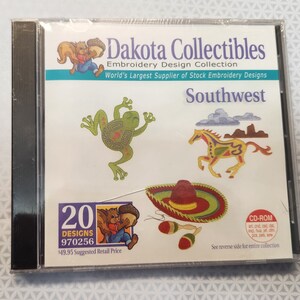 Dakota Collectibles
Embroidery Design Collection
World's Largest Supplier of Stock Embroidery Designs
Southwest
20
DESIGNS
970256
$49.95 Suggested Retail Price
CD-ROM
See reverse side for entire collection